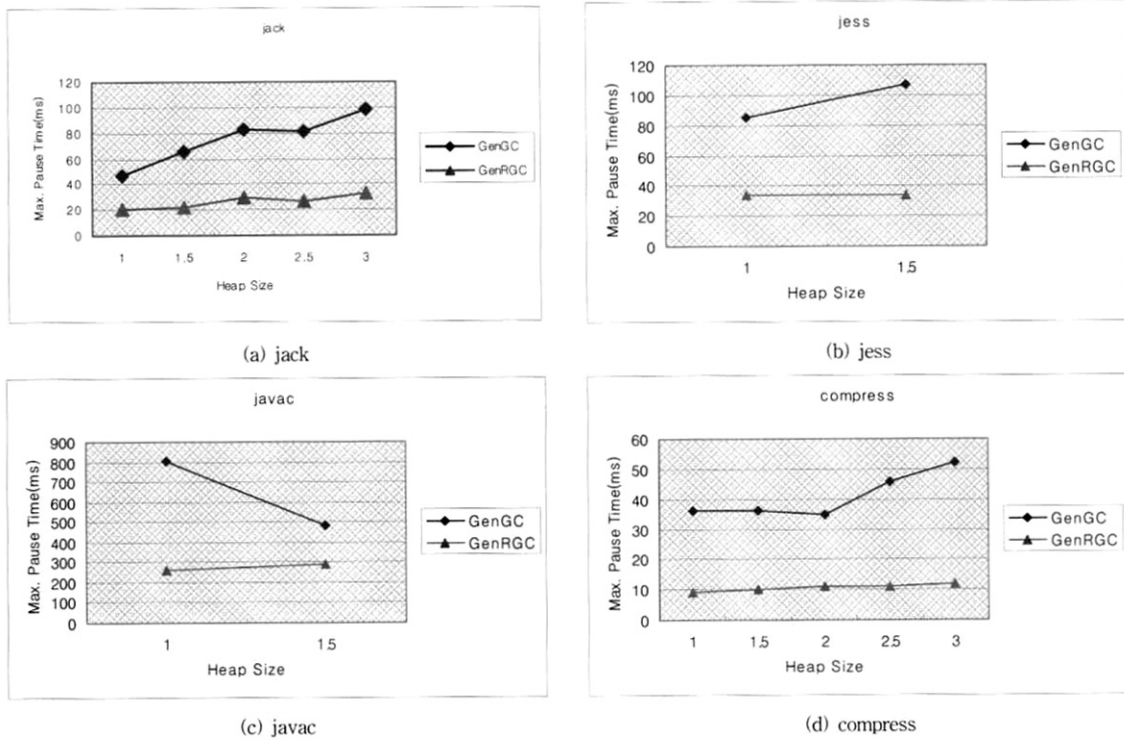 jack
Max. Pause Time(ms)
120
100
80
60
40
20
0
1 1.5 2 2.5 3
Heap Size
GenGC
GenRGC
(a) jack
jess
Max. Pause Time(ms)
120
100
80
60
40
20
0
1 1.5
Heap Size
GenGC
GenRGC
(b) jess
javac
Max. Pause Time(ms)
900
800
700
600
500
400
300
200
100
0
1 1.5
Heap Size
GenGC
GenRGC
(c) javac
compress
Max. Pause Time(ms)
60
50
40
30
20
10
0
1 1.5 2 2.5 3
Heap Size
GenGC
GenRGC
(d) compress